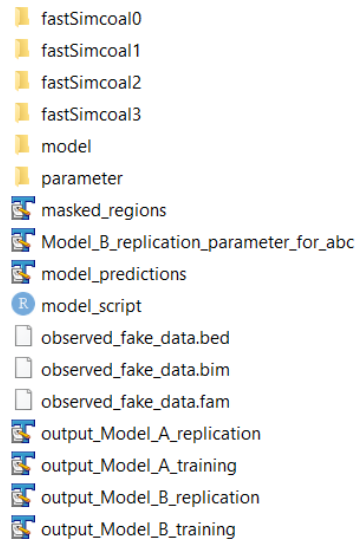 fastSimcoal0
fastSimcoal1
fastSimcoal2
fastSimcoal3
model
parameter
masked_regions
Model_B_replication_parameter_for_abc
model_predictions
R model_script
observed_fake_data.bed
observed_fake_data.bim
observed_fake_data.fam
output_Model_A_replication
output_Model_A_training
output_Model_B_replication
output_Model_B_training